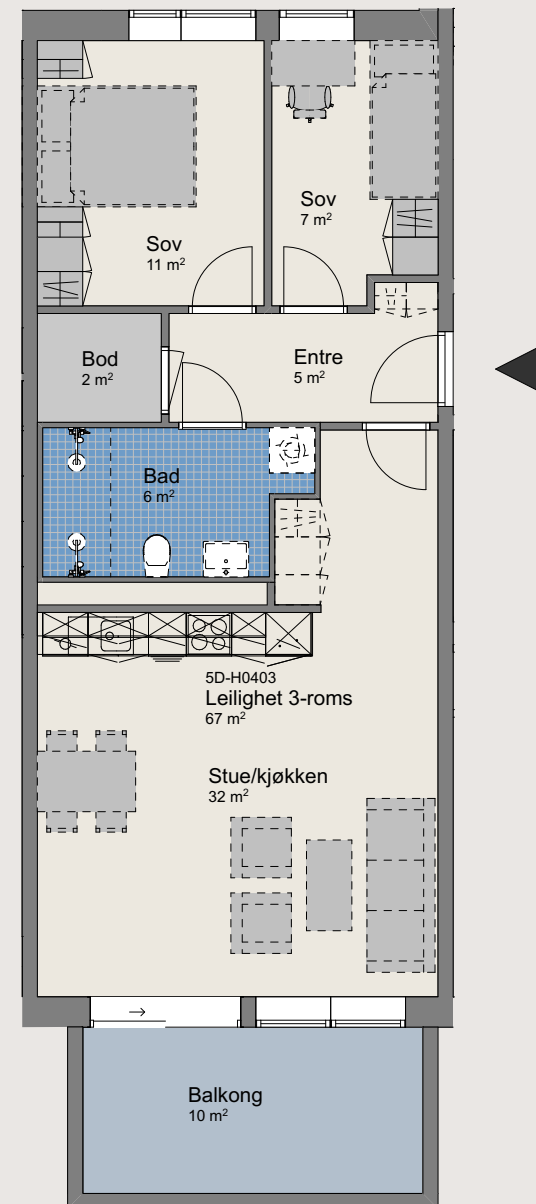 Sov
7 m²
Sov
11 m²
Bod
2 m²
Entre
5 m²
Bad
6 m²
5D-H0403
Leilighet 3-roms
67 m²
Stue/kjøkken
32 m²
Balkong
10 m²